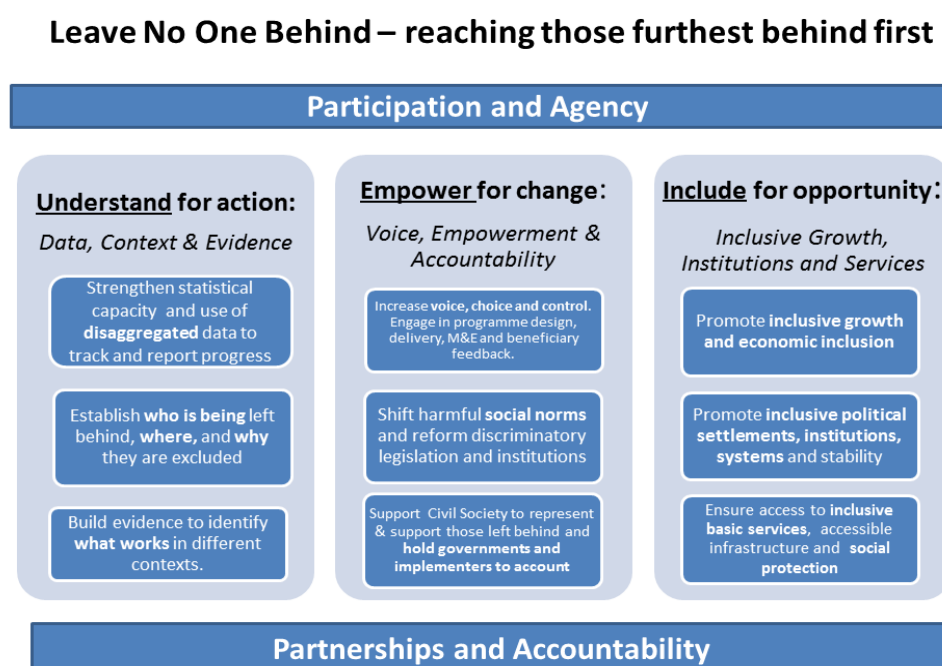 Leave No One Behind – reaching those furthest behind first
Participation and Agency
Understand for action:
Data, Context & Evidence
Strengthen statistical
capacity and use of
disaggregated data to
track and report progress
Establish who is being left
behind, where, and why
they are excluded
Build evidence to identify
what works in different
contexts.
Empower for change:
Voice, Empowerment &
Accountability
Increase voice, choice and control.
Engage in programme design,
delivery, M&E and beneficiary
feedback.
Shift harmful social norms
and reform discriminatory
legislation and institutions
Support Civil Society to represent
& support those left behind and
hold governments and
implementers to account
Include for opportunity:
Inclusive Growth,
Institutions and Services
Promote inclusive growth
and economic inclusion
Promote inclusive political
settlements, institutions,
systems and stability
Ensure access to inclusive
basic services, accessible
infrastructure and social
protection
Partnerships and Accountability